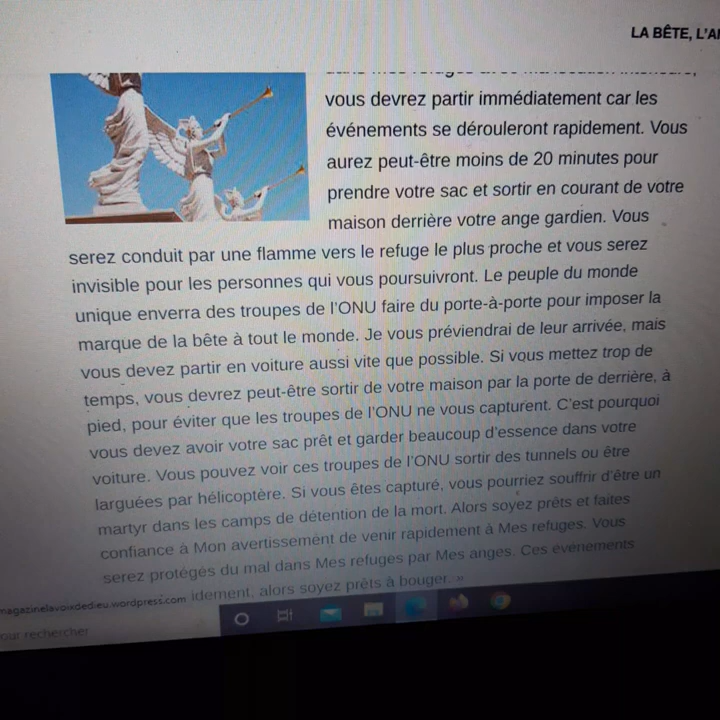 LA BÊTE, L'A
vous devrez partir immédiatement car les
événements se dérouleront rapidement. Vous
aurez peut-être moins de 20 minutes pour
prendre votre sac et sortir en courant de votre
maison derrière votre ange gardien. Vous
serez conduit par une flamme vers le refuge le plus proche et vous serez
invisible pour les personnes qui vous poursuivront. Le peuple du monde
unique enverra des troupes de l'ONU faire du porte-à-porte pour imposer la
marque de la bête à tout le monde. Je vous préviendrai de leur arrivée, mais
vous devez partir en voiture aussi vite que possible. Si vous mettez trop de
temps, vous devrez peut-être sortir de votre maison par la porte de derrière, à
pied, pour éviter que les troupes de l'ONU ne vous capturent. C'est pourquoi
vous devez avoir votre sac prêt et garder beaucoup d'essence dans votre
voiture. Vous pouvez voir ces troupes de l'ONU sortir des tunnels ou être
larguées par hélicoptère. Si vous êtes capturé, vous pourriez souffrir d'être un
martyr dans les camps de détention de la mort. Alors soyez prêts et faites
confiance à Mon avertissement de venir rapidement à Mes refuges. Vous
serez protégés du mal dans Mes refuges par Mes anges. Ces événements
idement, alors soyez prêts à bouger. »
magazinelavoixdedieu.wordpress.com
our rechercher